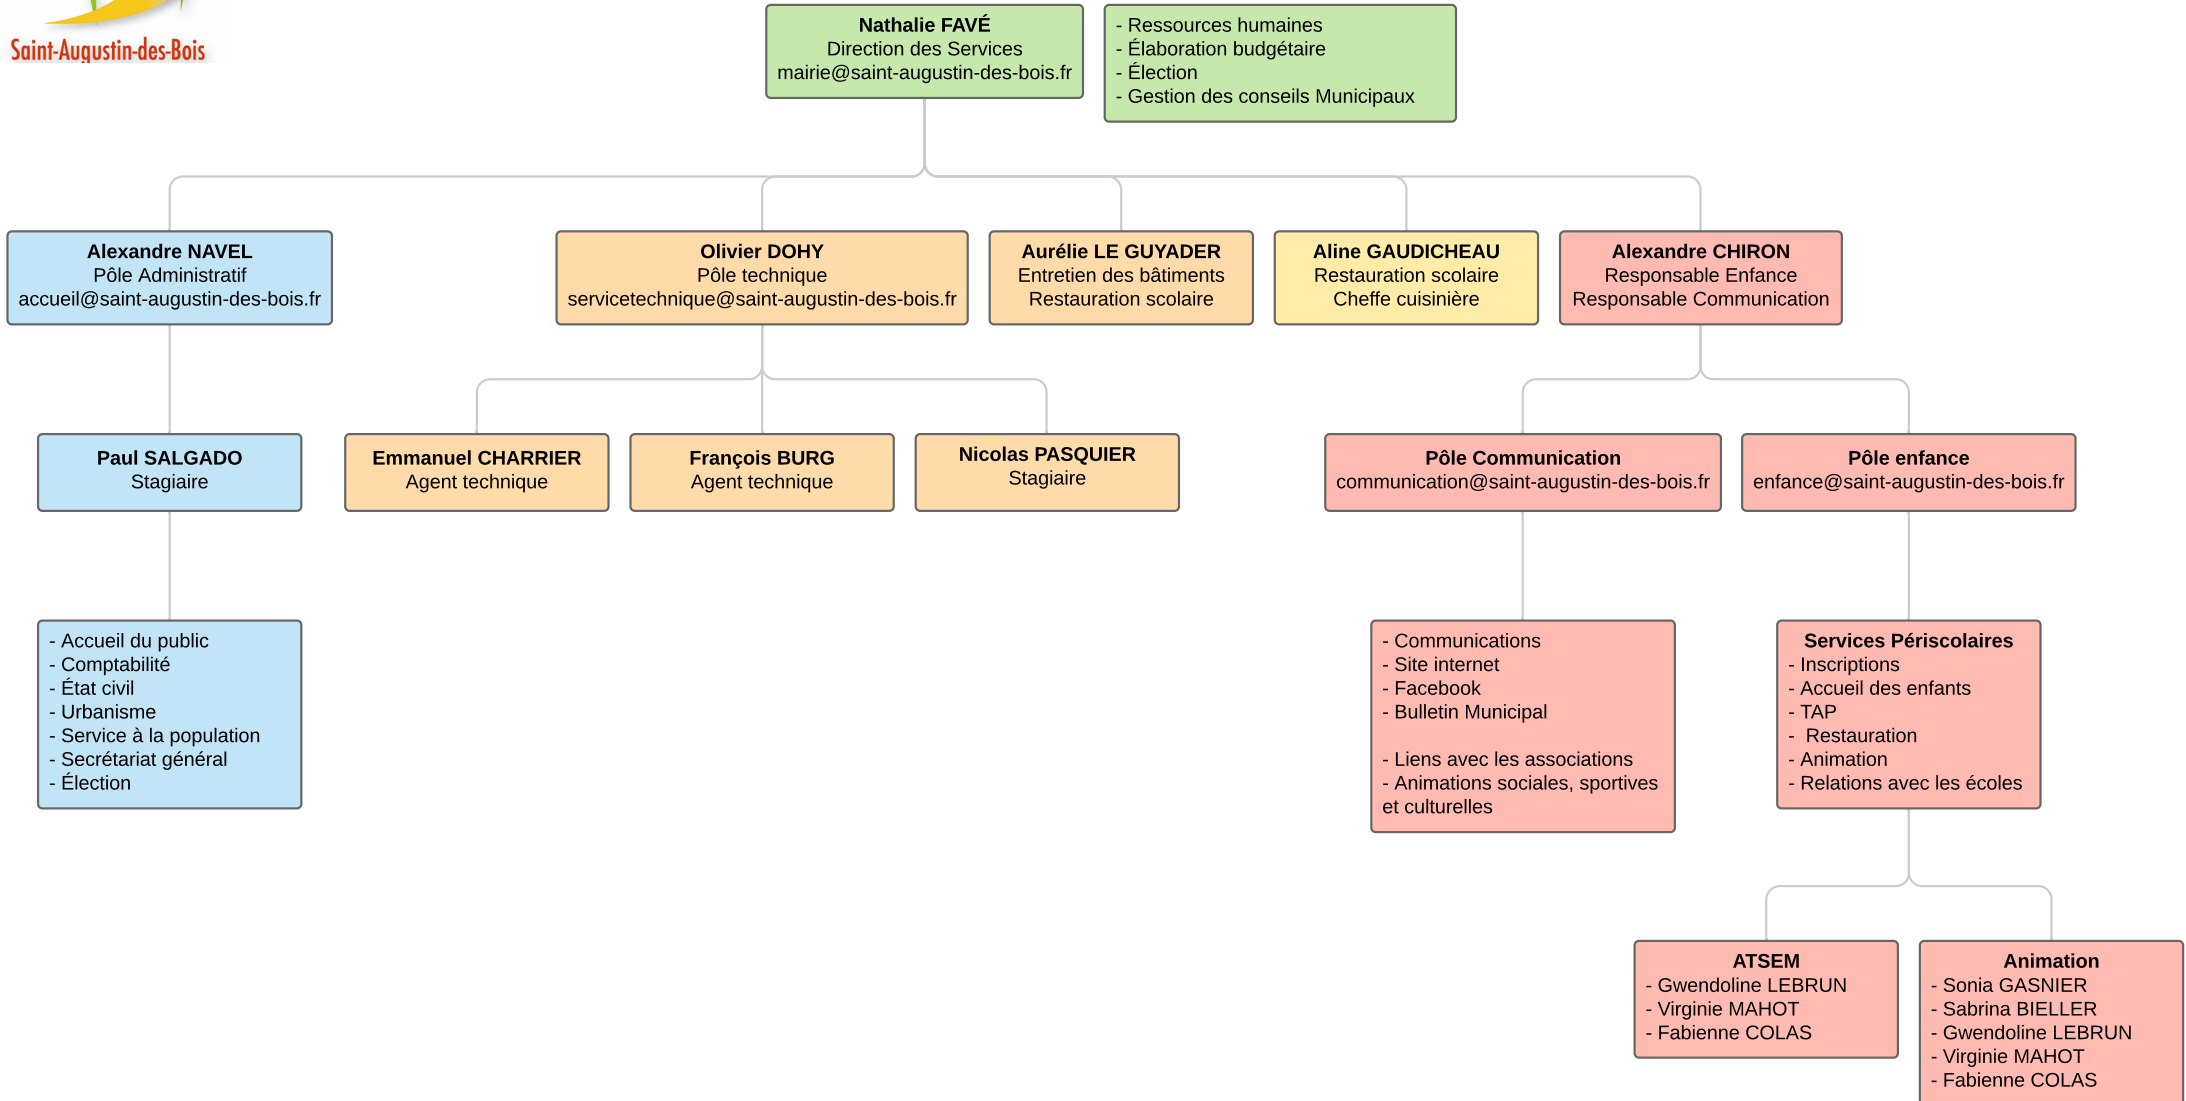 Saint-Augustin-des-Bois
Nathalie FAVÉ
Direction des Services
mairie@saint-augustin-des-bois.fr
- Ressources humaines
- Élaboration budgétaire
- Élection
- Gestion des conseils Municipaux
Alexandre NAVEL
Pôle Administratif
accueil@saint-augustin-des-bois.fr
Olivier DOHY
Pôle technique
servicetechnique@saint-augustin-des-bois.fr
Aurélie LE GUYADER
Entretien des bâtiments
Restauration scolaire
Aline GAUDICHEAU
Restauration scolaire
Cheffe cuisinière
Alexandre CHIRON
Responsable Enfance
Responsable Communication
Paul SALGADO
Stagiaire
Emmanuel CHARRIER
Agent technique
François BURG
Agent technique
Nicolas PASQUIER
Stagiaire
Pôle Communication
communication@saint-augustin-des-bois.fr
Pôle enfance
enfance@saint-augustin-des-bois.fr
- Accueil du public
- Comptabilité
- État civil
- Urbanisme
- Service à la population
- Secrétariat général
- Élection
- Communications
- Site internet
- Facebook
- Bulletin Municipal
- Liens avec les associations
- Animations sociales, sportives
et culturelles
Services Périscolaires
- Inscriptions
- Accueil des enfants
- TAP
-  Restauration
- Animation
- Relations avec les écoles
ATSEM
- Gwendoline LEBRUN
- Virginie MAHOT
- Fabienne COLAS
Animation
- Sonia GASNIER
- Sabrina BIELLER
- Gwendoline LEBRUN
- Virginie MAHOT
- Fabienne COLAS